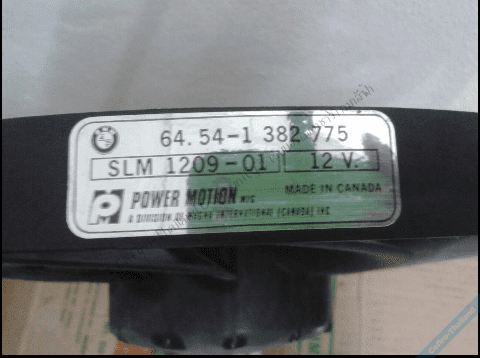 64.54-1 382 775
SLM 1209-01 12 V.
POWER MOTION MFG
MADE IN CANADA
A DIVISION OF INTERNATIONAL (CANADA) INC